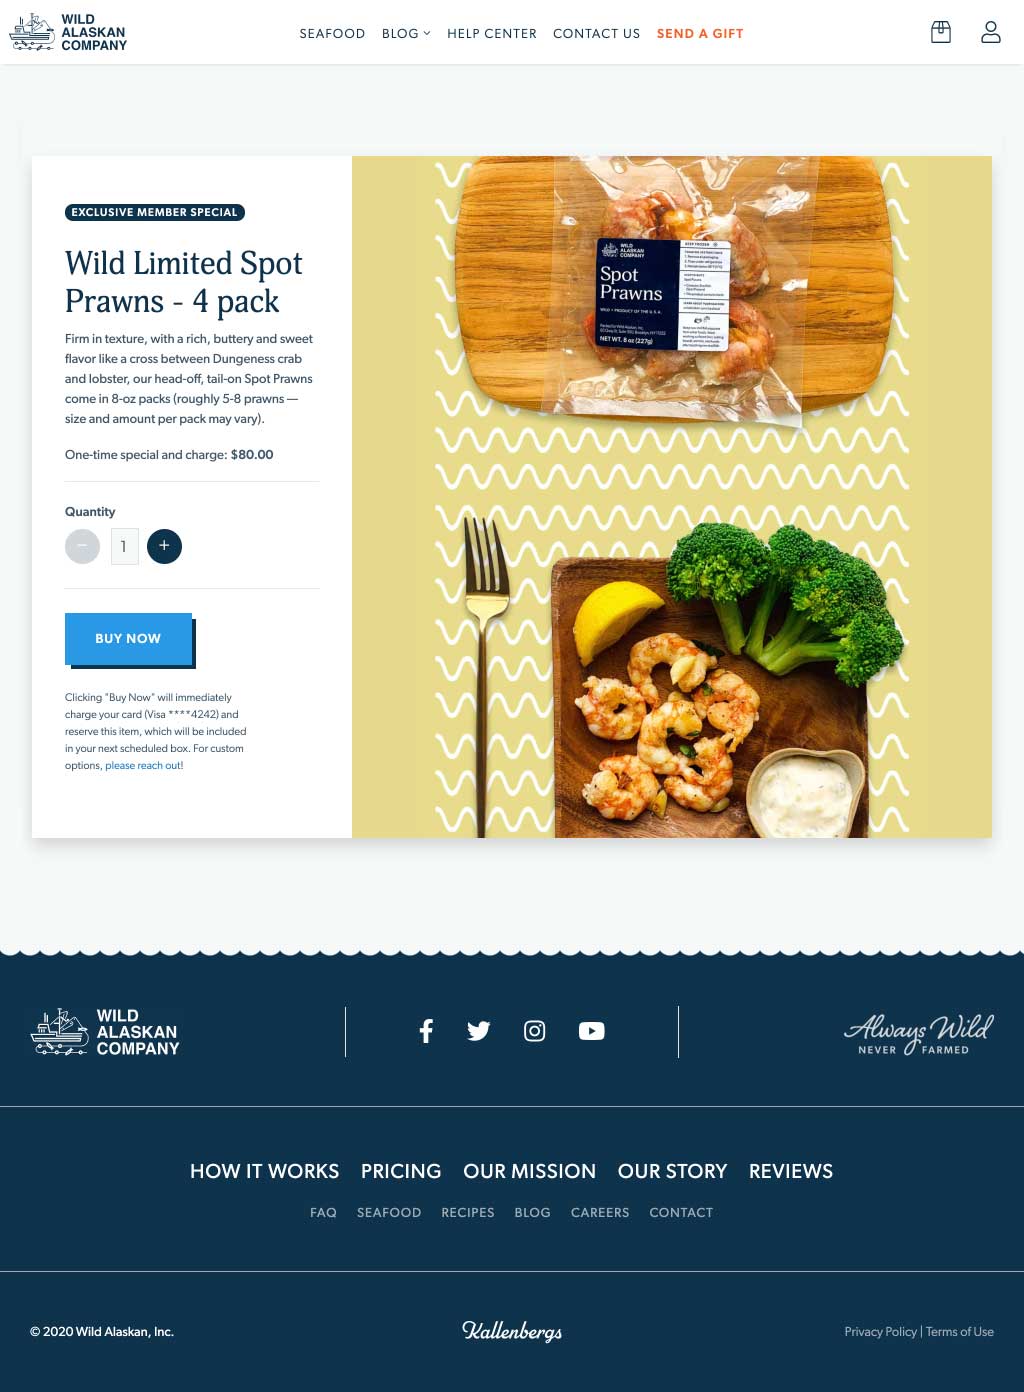 WILD
ALASKAN
COMPANY
SEAFOOD BLOG HELP CENTER CONTACT US SEND A GIFT
EXCLUSIVE MEMBER SPECIAL
Wild Limited Spot
Prawns - 4 pack
Firm in texture, with a rich, buttery and sweet
flavor like a cross between Dungeness crab
and lobster, our head-off, tail-on Spot Prawns
come in 8-oz packs (roughly 5-8 prawns —
size and amount per pack may vary).
One-time special and charge: $80.00
Quantity
− 1 +
BUY NOW
Clicking "Buy Now" will immediately
charge your card (Visa ****4242) and
reserve this item, which will be included
in your next scheduled box. For custom
options, please reach out!
WILD
ALASKAN
COMPANY
Spot
Prawns
WILD • PRODUCT OF THE U.S.A.
NET WT. 8 oz (227g)
KEEP FROZEN
WILD
ALASKAN
COMPANY
Always Wild
NEVER FARMED
HOW IT WORKS PRICING OUR MISSION OUR STORY REVIEWS
FAQ SEAFOOD RECIPES BLOG CAREERS CONTACT
© 2020 Wild Alaskan, Inc.
Kallenbergs
Privacy Policy | Terms of Use